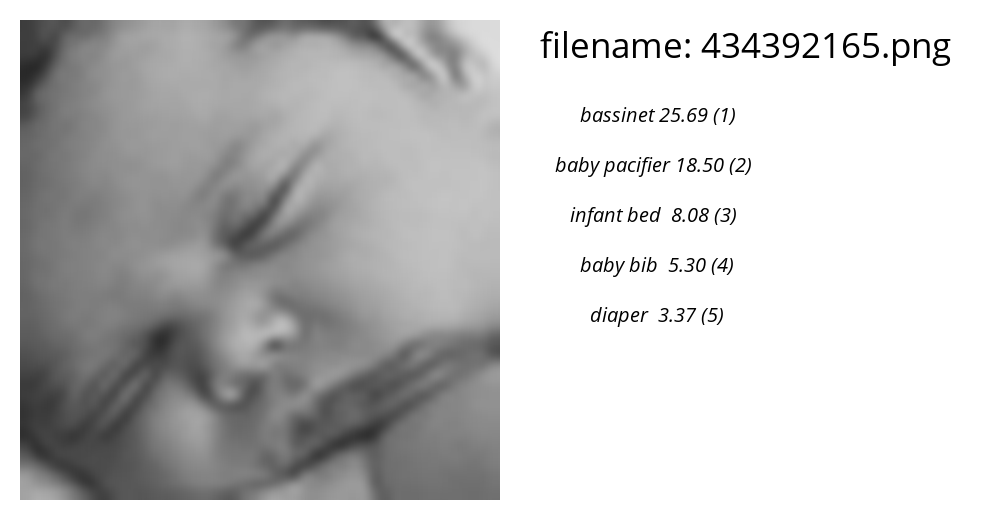 filename: 434392165.png
bassinet 25.69 (1)
baby pacifier 18.50 (2)
infant bed 8.08 (3)
baby bib 5.30 (4)
diaper 3.37 (5)